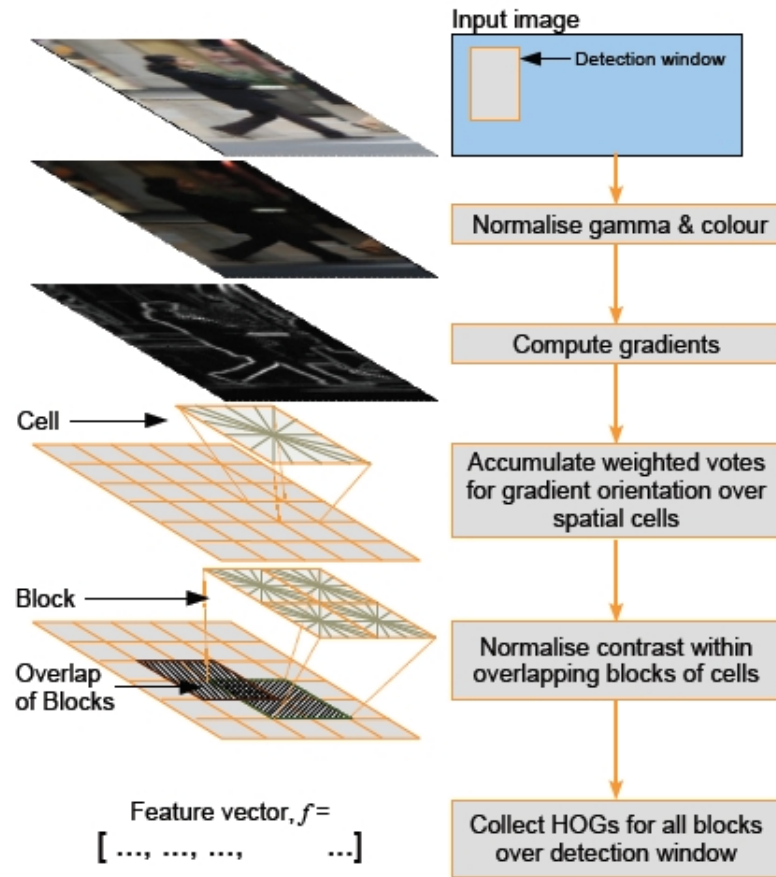 Input image
Detection window
Normalise gamma & colour
Compute gradients
Cell
Accumulate weighted votes
for gradient orientation over
spatial cells
Block
Overlap
of Blocks
Normalise contrast within
overlapping blocks of cells
Feature vector, f =
[ ..., ..., ..., ...]
Collect HOGs for all blocks
over detection window